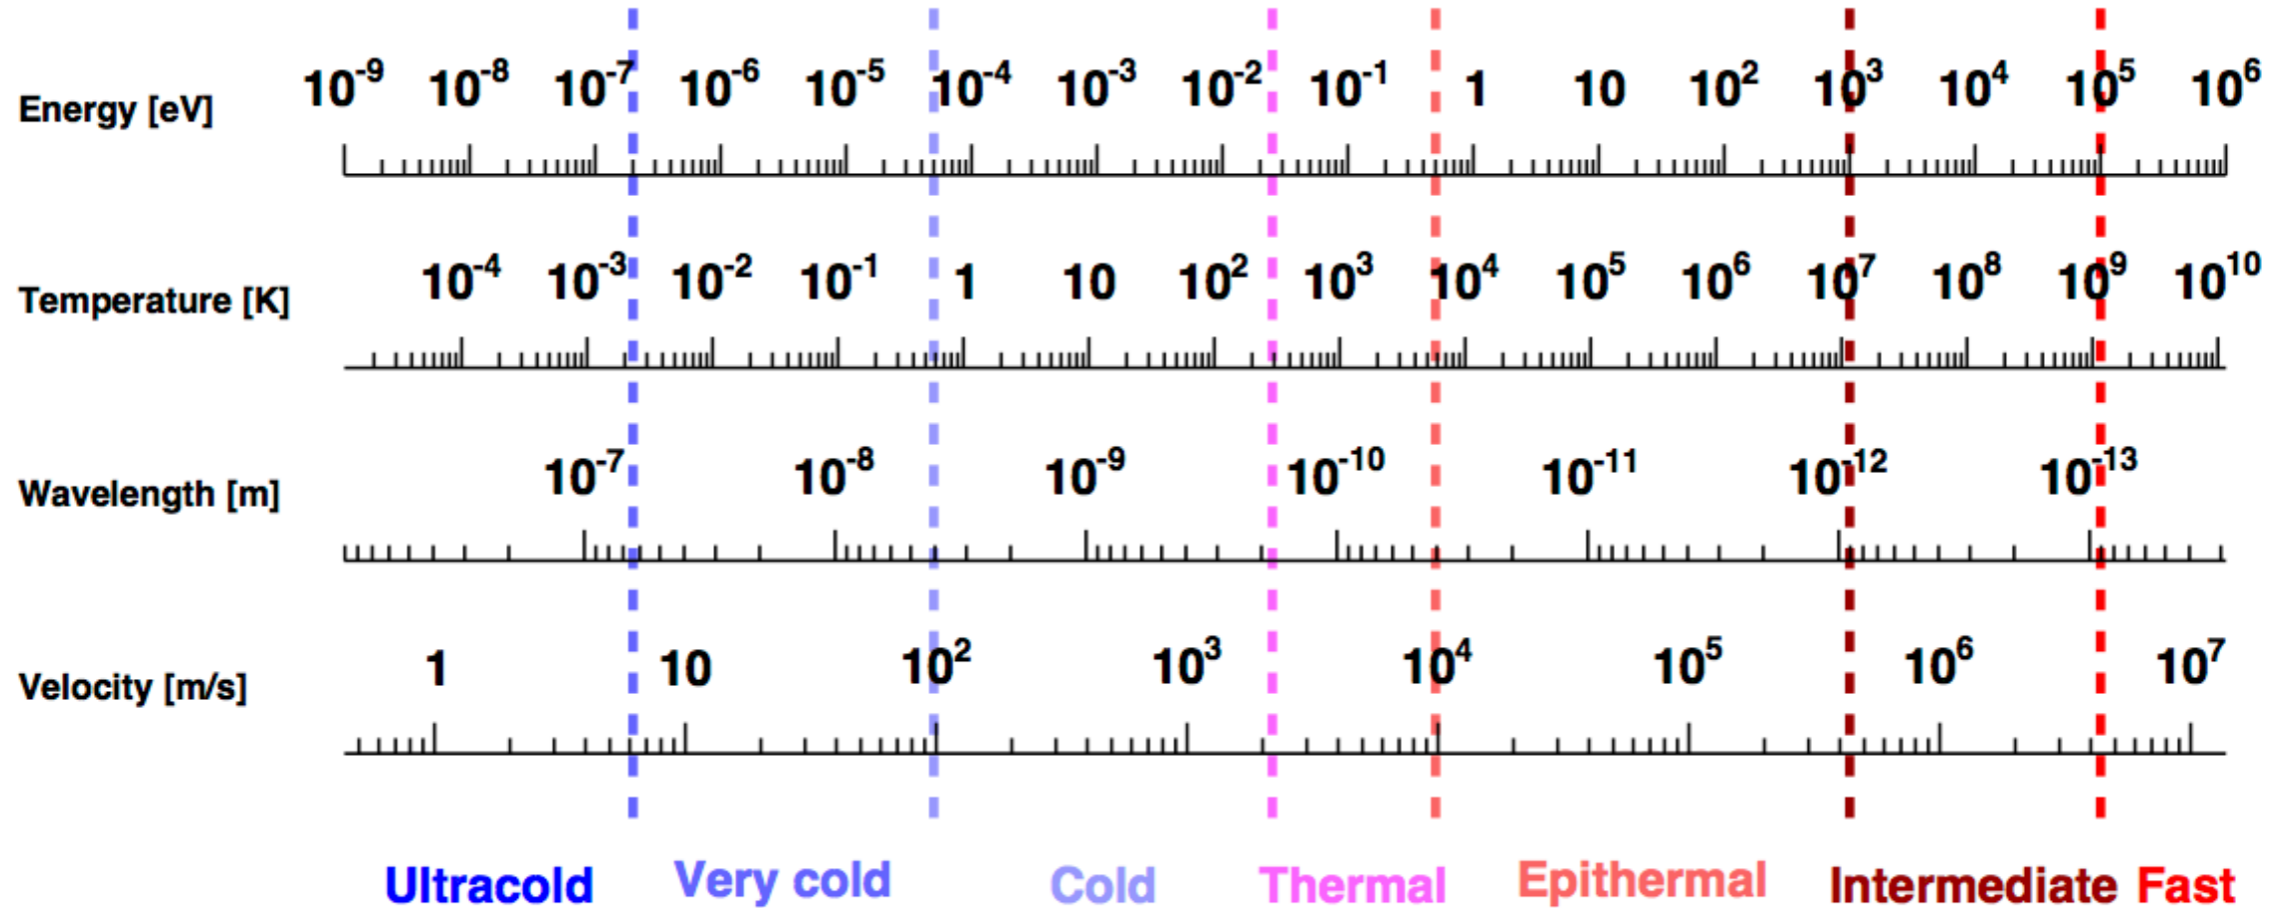 10⁻⁹ 10⁻⁸ 10⁻⁷ 10⁻⁶ 10⁻⁵ 10⁻⁴ 10⁻³ 10⁻² 10⁻¹ 1 10 10² 10³ 10⁴ 10⁵ 10⁶
Energy [eV]
10⁻⁴ 10⁻³ 10⁻² 10⁻¹ 1 10 10² 10³ 10⁴ 10⁵ 10⁶ 10⁷ 10⁸ 10⁹ 10¹⁰
Temperature [K]
10⁻⁷ 10⁻⁸ 10⁻⁹ 10⁻¹⁰ 10⁻¹¹ 10⁻¹² 10⁻¹³
Wavelength [m]
1 10 10² 10³ 10⁴ 10⁵ 10⁶ 10⁷
Velocity [m/s]
Ultracold Very cold Cold Thermal Epithermal Intermediate Fast